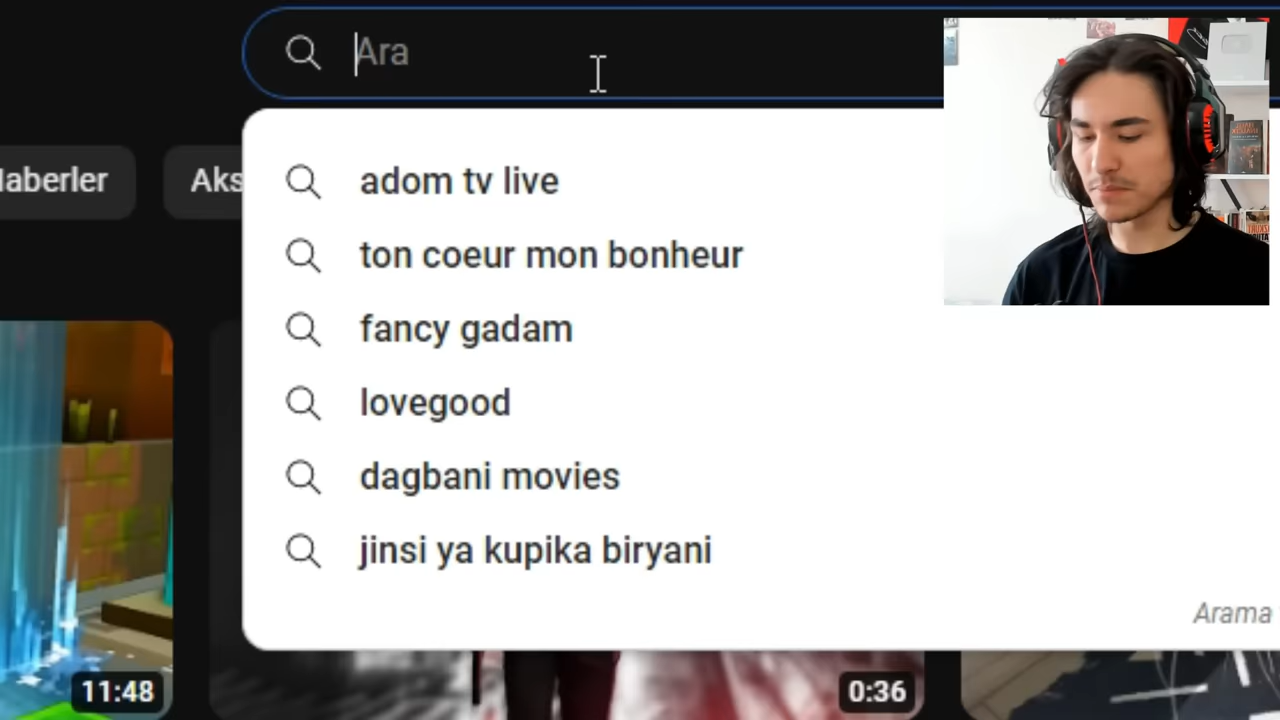 Ara
Haberler
Aks
adom tv live
ton coeur mon bonheur
fancy gadam
lovegood
dagbani movies
jinsi ya kupika biryani
Arama
11:48
0:36